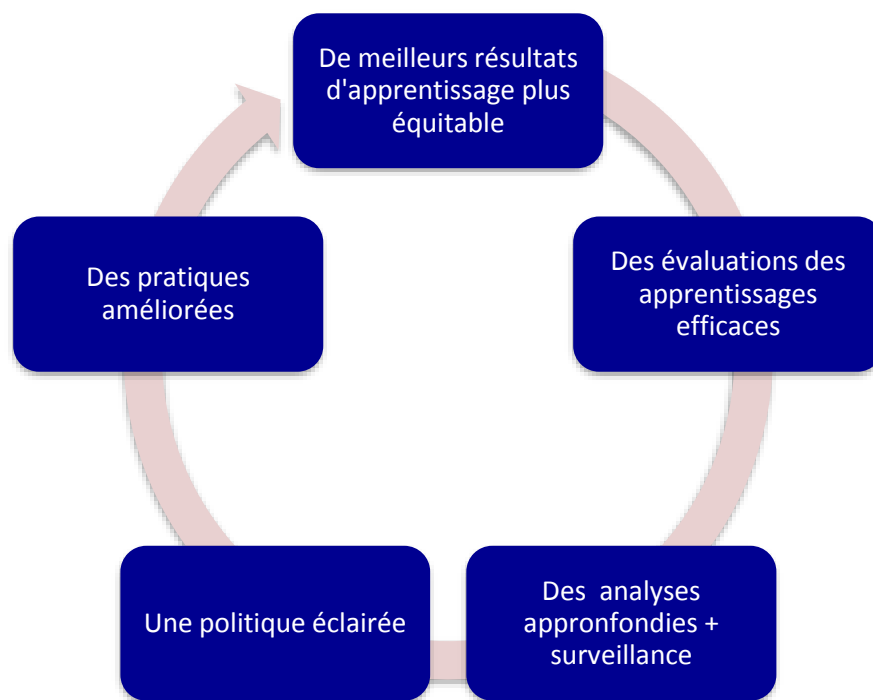 De meilleurs résultats
d'apprentissage plus
équitable
Des évaluations des
apprentissages
efficaces
Des analyses
appronfondies +
surveillance
Une politique éclairée
Des pratiques
améliorées